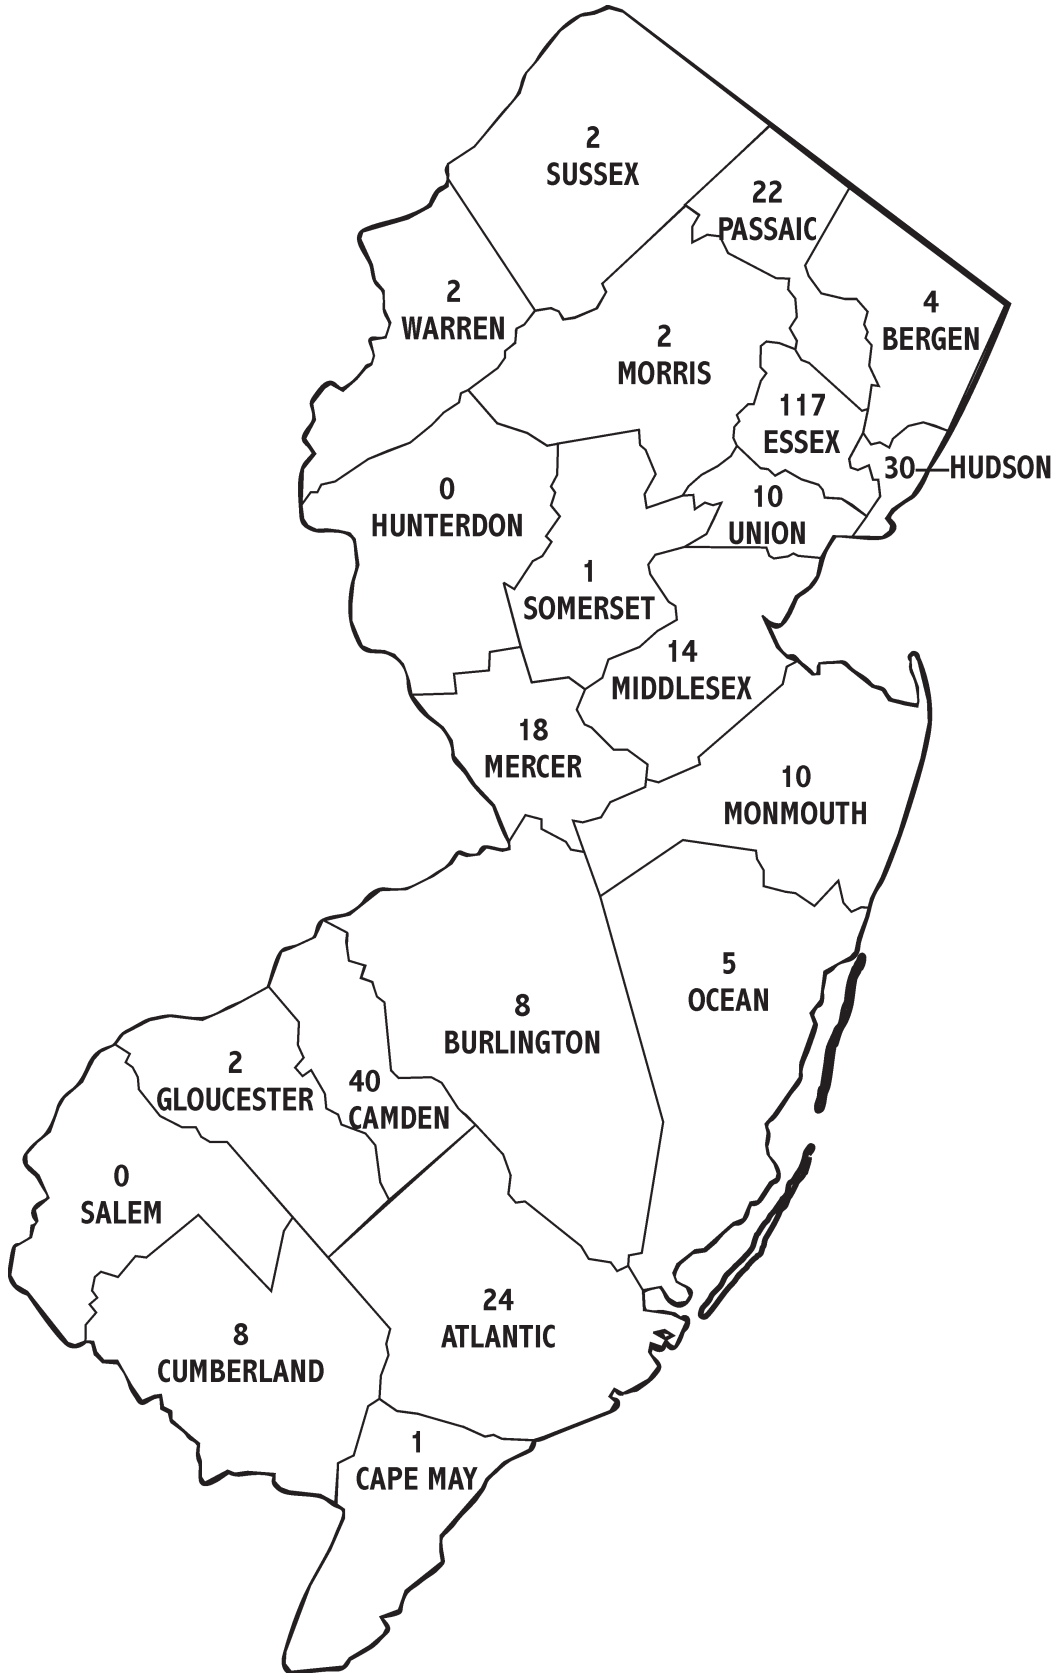 2
SUSSEX
22
PASSAIC
2
WARREN
4
BERGEN
2
MORRIS
117
ESSEX
30
HUDSON
0
HUNTERDON
10
UNION
1
SOMERSET
14
MIDDLESEX
18
MERCER
10
MONMOUTH
5
OCEAN
8
BURLINGTON
2
GLOUCESTER
40
CAMDEN
0
SALEM
24
ATLANTIC
8
CUMBERLAND
1
CAPE MAY